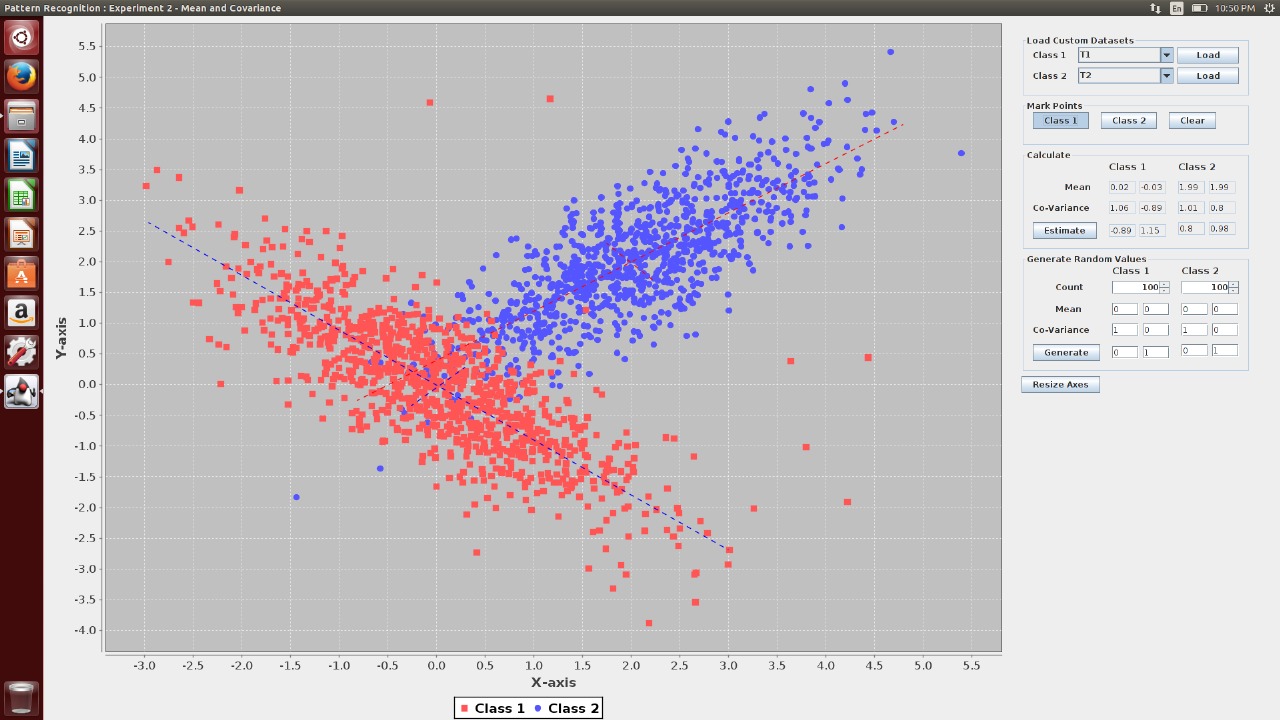 Pattern Recognition : Experiment 2 - Mean and Covariance
En
10:50 PM
5.5
5.0
4.5
4.0
3.5
3.0
2.5
2.0
1.5
1.0
0.5
0.0
-0.5
-1.0
-1.5
-2.0
-2.5
-3.0
-3.5
-4.0
Y-axis
-3.0 -2.5 -2.0 -1.5 -1.0 -0.5 0.0 0.5 1.0 1.5 2.0 2.5 3.0 3.5 4.0 4.5 5.0 5.5
X-axis
Class 1 Class 2
Load Custom Datasets
Class 1 T1 Load
Class 2 T2 Load
Mark Points
Class 1 Class 2 Clear
Calculate
Class 1 Class 2
Mean 0.02 -0.03 1.99 1.99
Co-Variance 1.06 -0.89 1.01 0.8
Estimate -0.89 1.15 0.8 0.98
Generate Random Values
Class 1 Class 2
Count 100 100
Mean 0 0 0 0
Co-Variance 1 0 1 0
Generate 0 1 0 1
Resize Axes
a